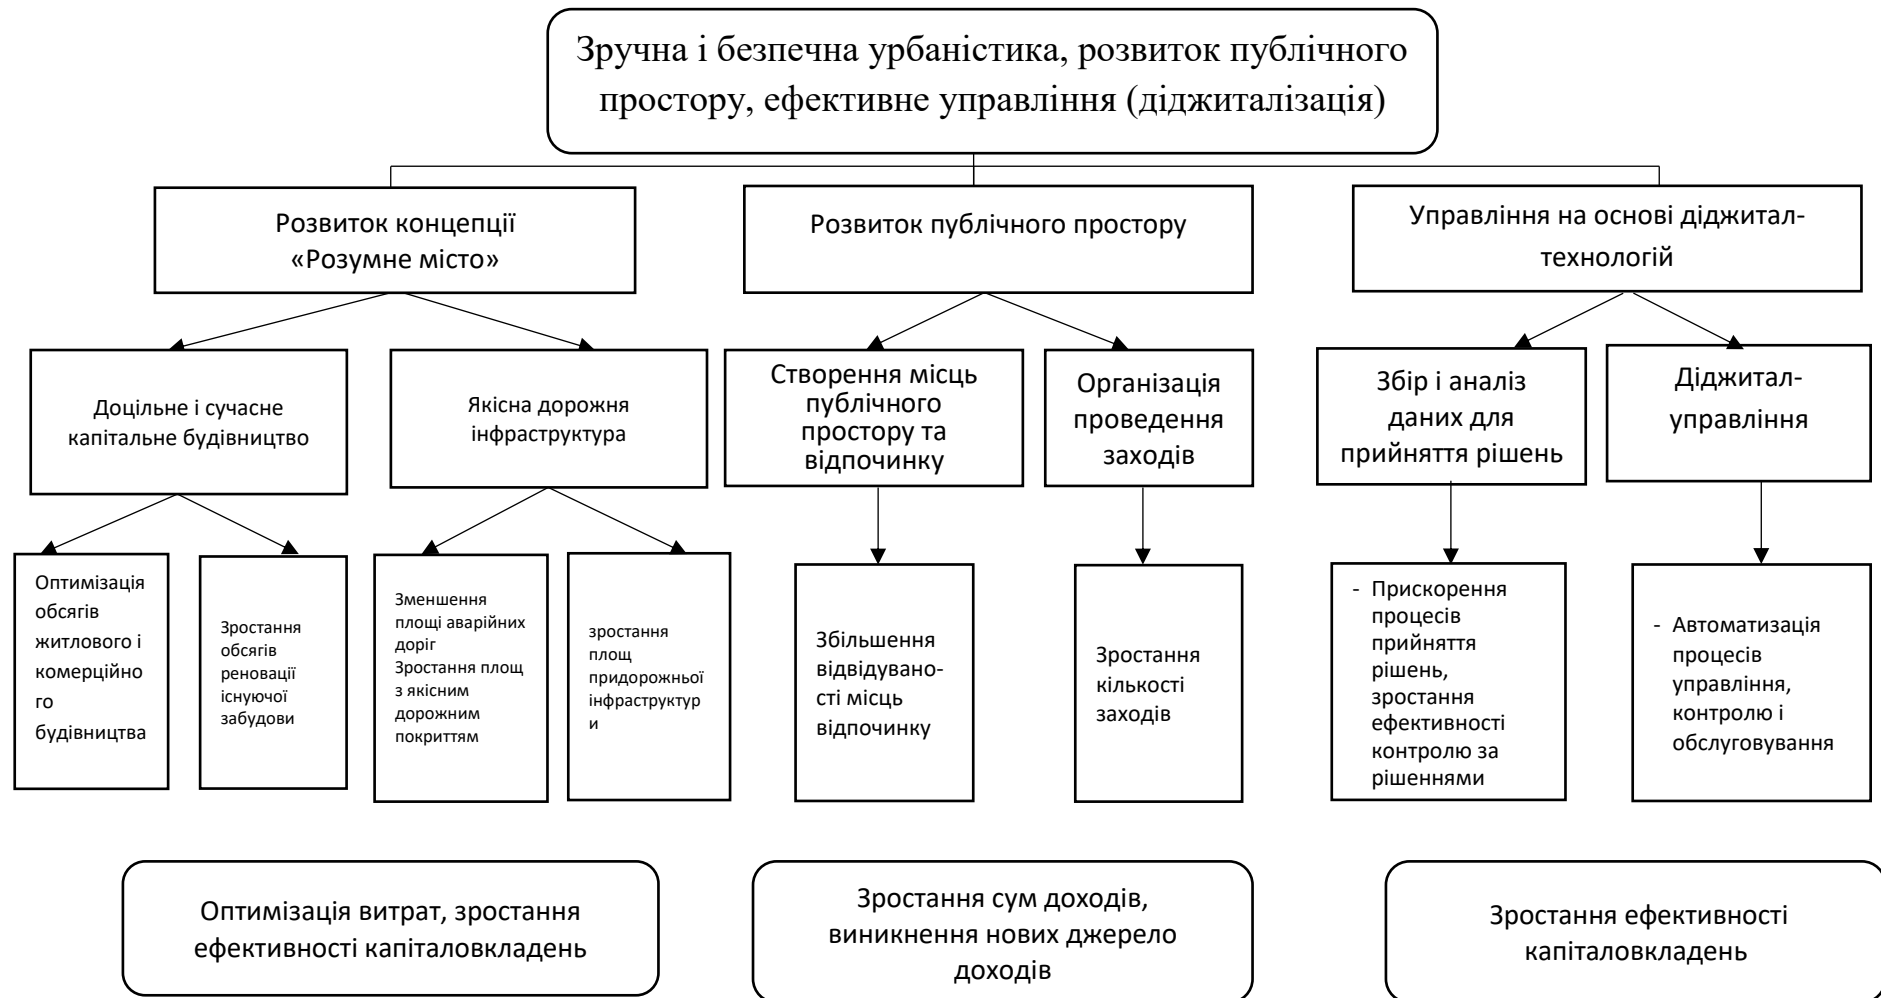 Зручна і безпечна урбаністика, розвиток публічного
простору, ефективне управління (діджиталізація)
Розвиток концепції
«Розумне місто»
Розвиток публічного простору
Управління на основі діджитал-
технологій
Доцільне і сучасне
капітальне будівництво
Якісна дорожня
інфраструктура
Створення місць
публічного
простору та
відпочинку
Організація
проведення
заходів
Збір і аналіз
даних для
прийняття рішень
Діджитал-
управління
Оптимізація
обсягів
житлового і
комерційно
го
будівництва
Зростання
обсягів
реновації
існуючої
забудови
Зменшення
площі аварійних
доріг
Зростання площ
з якісним
дорожним
покриттям
зростання
площ
придорожньої
інфраструктур
и
Збільшення
відвідувано-
сті місць
відпочинку
Зростання
кількості
заходів
- Прискорення
процесів
прийняття
рішень,
зростання
ефективності
контролю за
рішеннями
- Автоматизація
процесів
управління,
контролю і
обслуговування
Оптимізація витрат, зростання
ефективності капіталовкладень
Зростання сум доходів,
виникнення нових джерело
доходів
Зростання ефективності
капіталовкладень